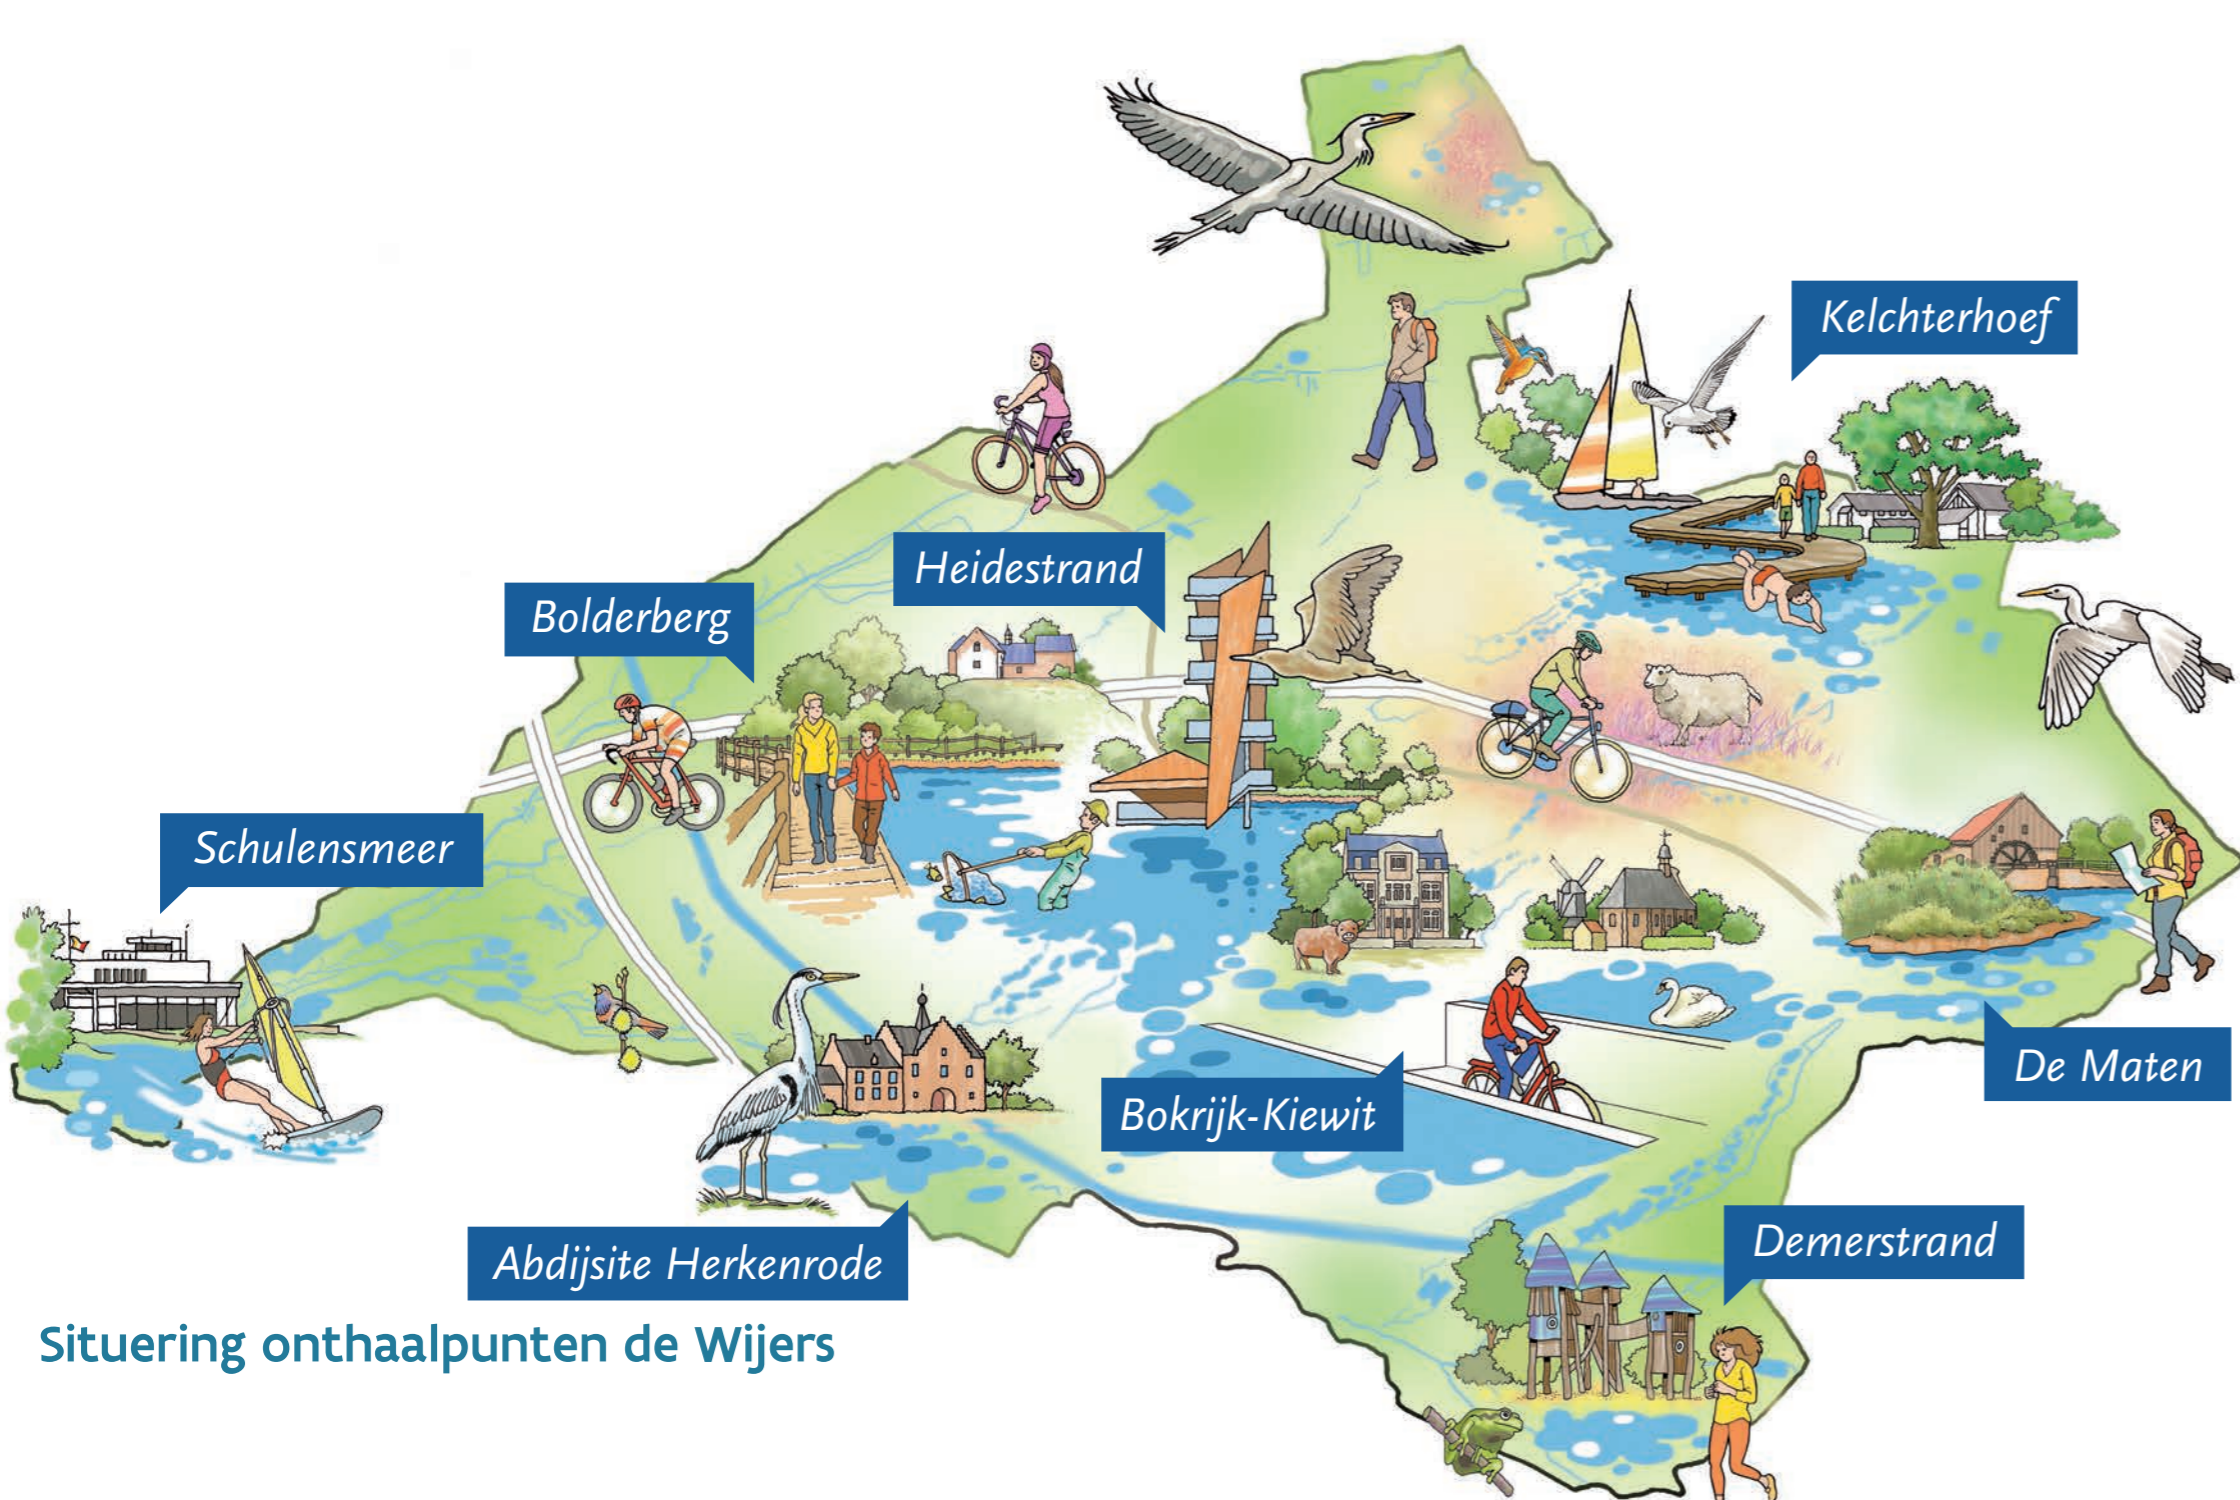 Kelchterhoef
Heidestrand
Bolderberg
Schulensmeer
De Maten
Bokrijk-Kiewit
Demerstrand
Abdijsite Herkenrode
Situering onthaalpunten de Wijers